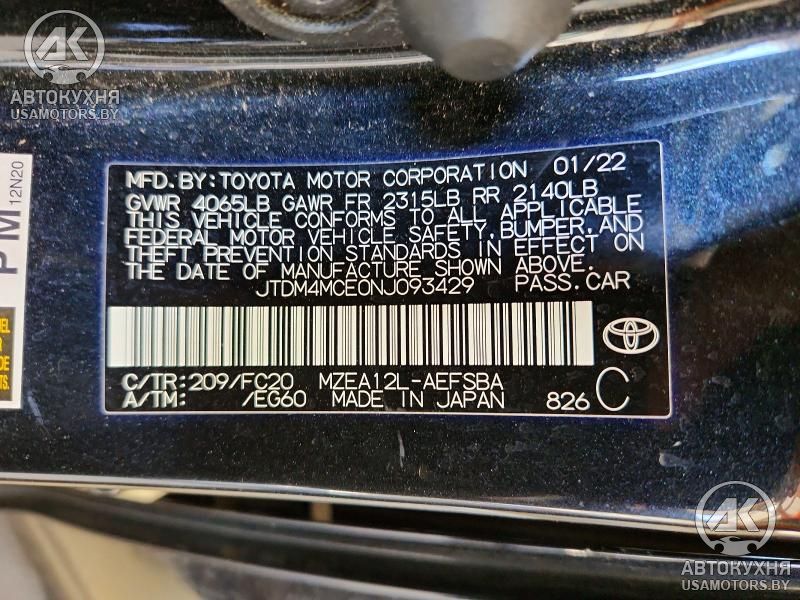 AK
АВТОКУХНЯ
USAMOTORS.BY
PM
12N20
MFD.BY:TOYOTA MOTOR CORPORATION 01/22
GVWR 4065LB GAWR FR 2315LB RR 2140LB
THIS VEHICLE CONFORMS TO ALL APPLICABLE
FEDERAL MOTOR VEHICLE SAFETY,BUMPER,AND
THEFT PREVENTION STANDARDS IN EFFECT ON
THE DATE OF MANUFACTURE SHOWN ABOVE.
JTDM4MCE0NJ093429 PASS.CAR
C/TR:209/FC20 MZEA12L-AEFSBA
A/TM: /EG60 MADE IN JAPAN 826 C
AK
АВТОКУХНЯ
USAMOTORS.BY